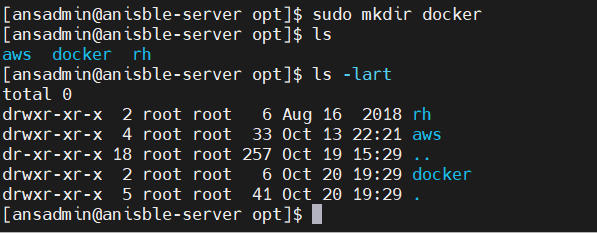 [ansadmin@anisble-server opt]$ sudo mkdir docker
[ansadmin@anisble-server opt]$ ls
aws  docker  rh
[ansadmin@anisble-server opt]$ ls -lart
total 0
drwxr-xr-x  2 root root   6 Aug 16  2018 rh
drwxr-xr-x  4 root root  33 Oct 13 22:21 aws
dr-xr-xr-x 18 root root 257 Oct 19 15:29 ..
drwxr-xr-x  2 root root   6 Oct 20 19:29 docker
drwxr-xr-x  5 root root  41 Oct 20 19:29 .
[ansadmin@anisble-server opt]$